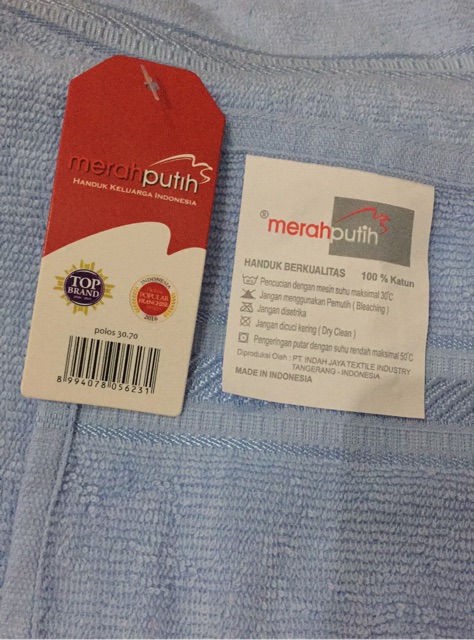 merahputih
HANDUK KELUARGA INDONESIA
TOP
BRAND
INDONESIA
POPULAR
2016
polos 30.70
8 994078 056231
® merahputih
HANDUK BERKUALITAS 100 % Katun
Pencucian dengan mesin suhu maksimal 30°C
Jangan menggunakan Pemutih ( Bleaching )
Jangan disetrika
Jangan dicuci kering ( Dry Clean )
Pengeringan putar dengan suhu rendah maksimal 50°C
Diproduksi Oleh : PT. INDAH JAYA TEXTILE INDUSTRY
TANGERANG - INDONESIA
MADE IN INDONESIA